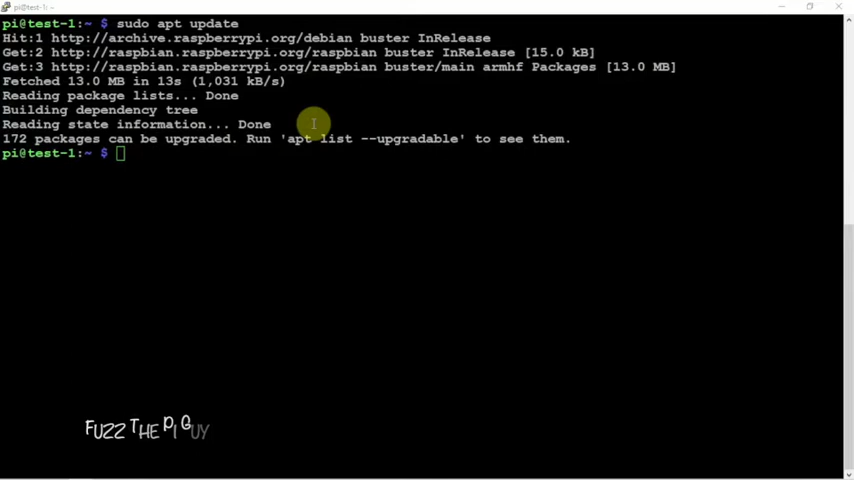 pi@test-1: ~
pi@test-1:~ $ sudo apt update
Hit:1 http://archive.raspberrypi.org/debian buster InRelease
Get:2 http://raspbian.raspberrypi.org/raspbian buster InRelease [15.0 kB]
Get:3 http://raspbian.raspberrypi.org/raspbian buster/main armhf Packages [13.0 MB]
Fetched 13.0 MB in 13s (1,031 kB/s)
Reading package lists... Done
Building dependency tree
Reading state information... Done
172 packages can be upgraded. Run 'apt list --upgradable' to see them.
pi@test-1:~ $
FUZZ THE PI GUY